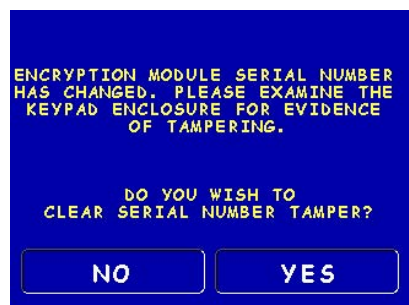 ENCRYPTION MODULE SERIAL NUMBER
HAS CHANGED. PLEASE EXAMINE THE
KEYPAD ENCLOSURE FOR EVIDENCE
OF TAMPERING.
DO YOU WISH TO
CLEAR SERIAL NUMBER TAMPER?
NO YES